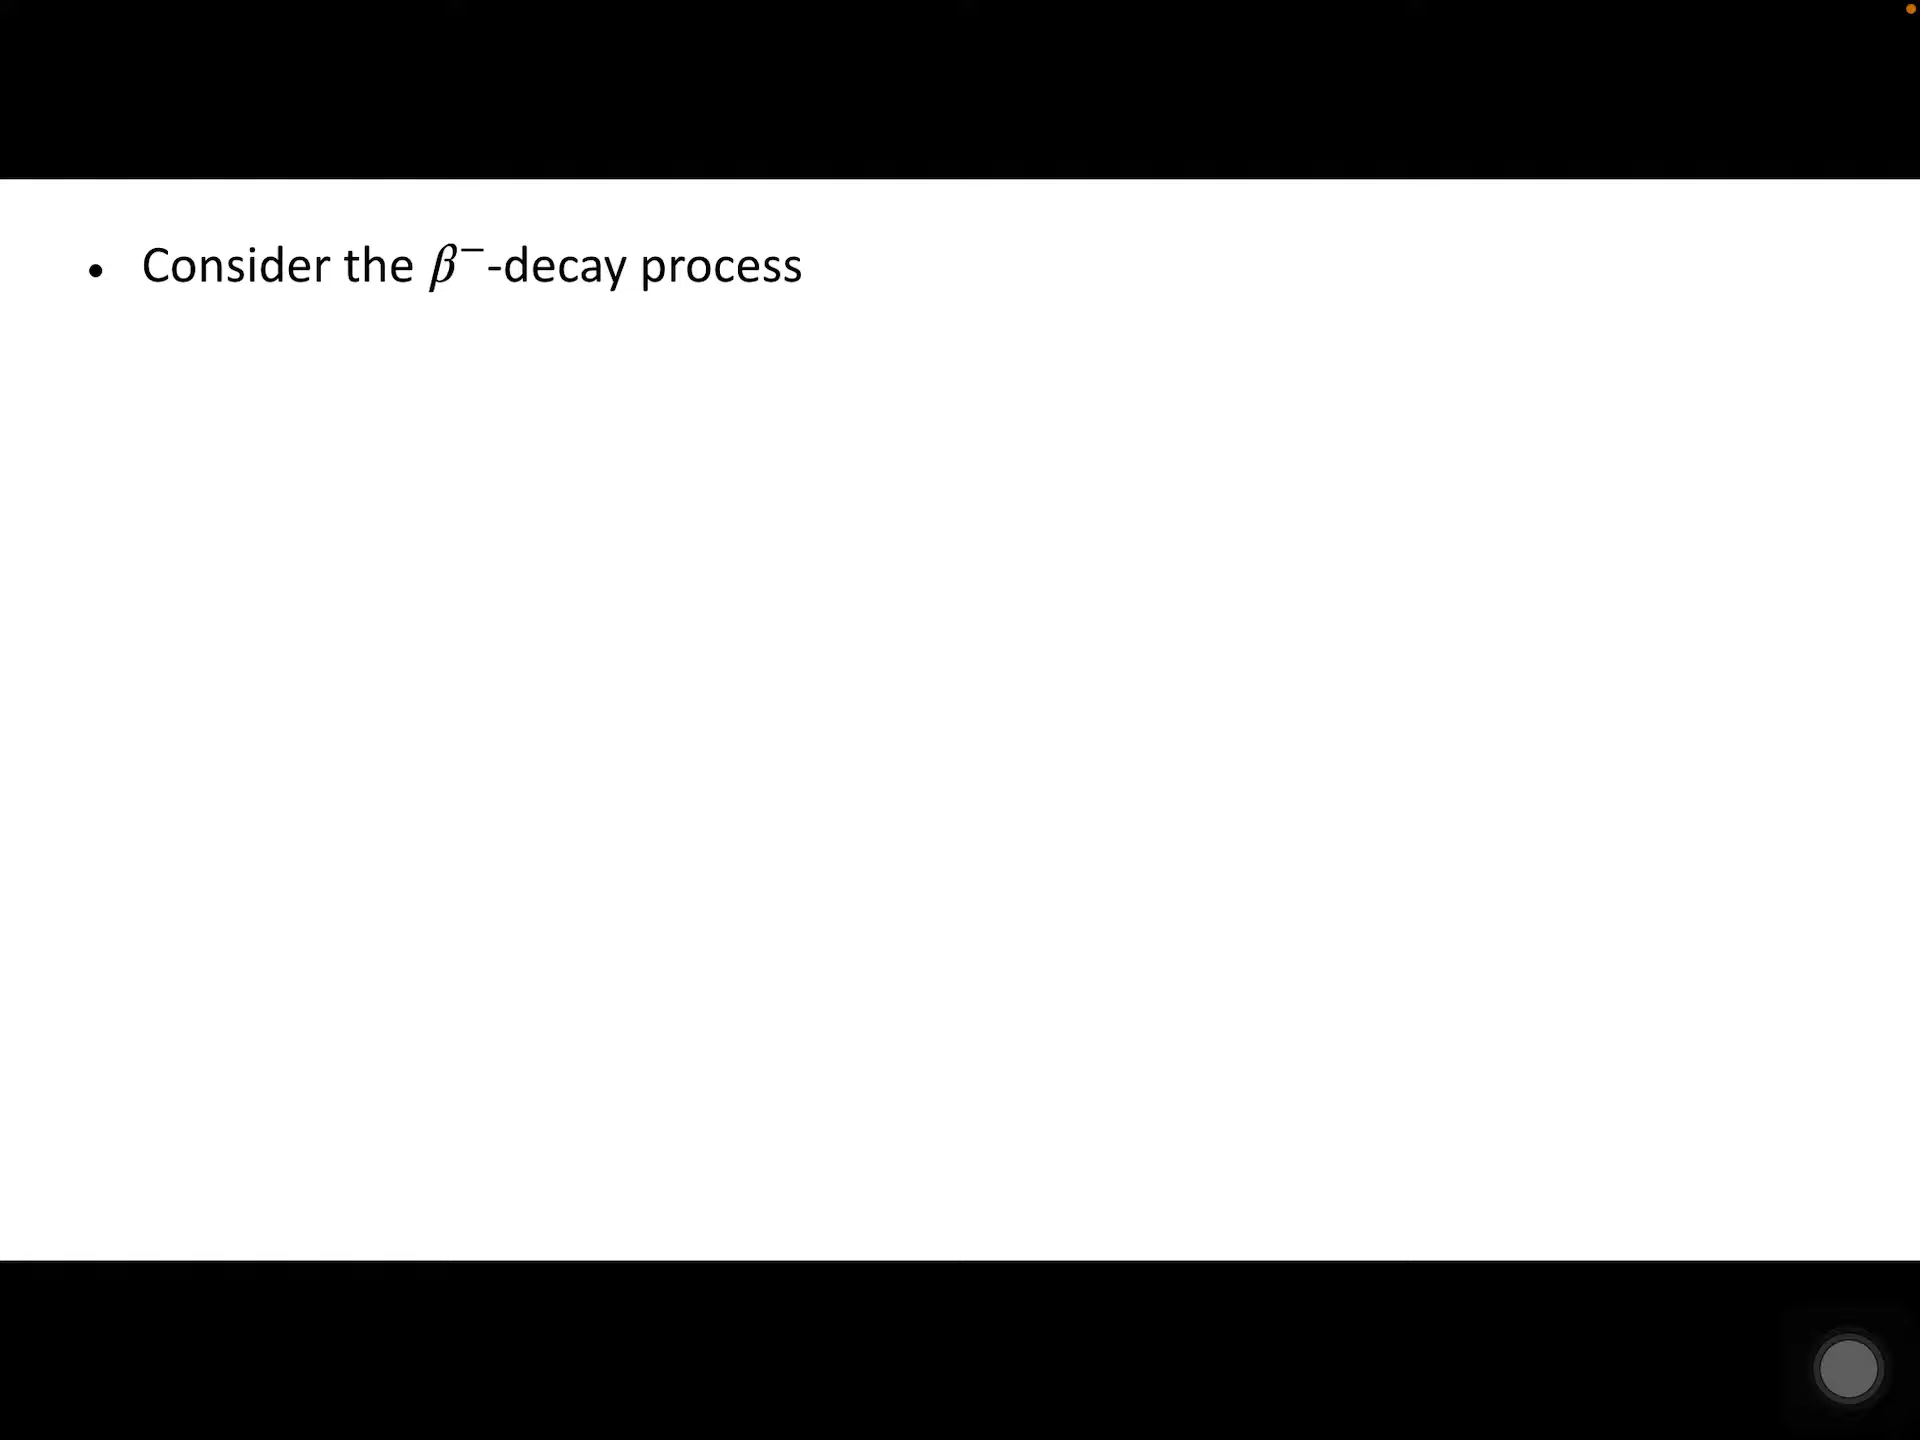 • Consider the β⁻-decay process